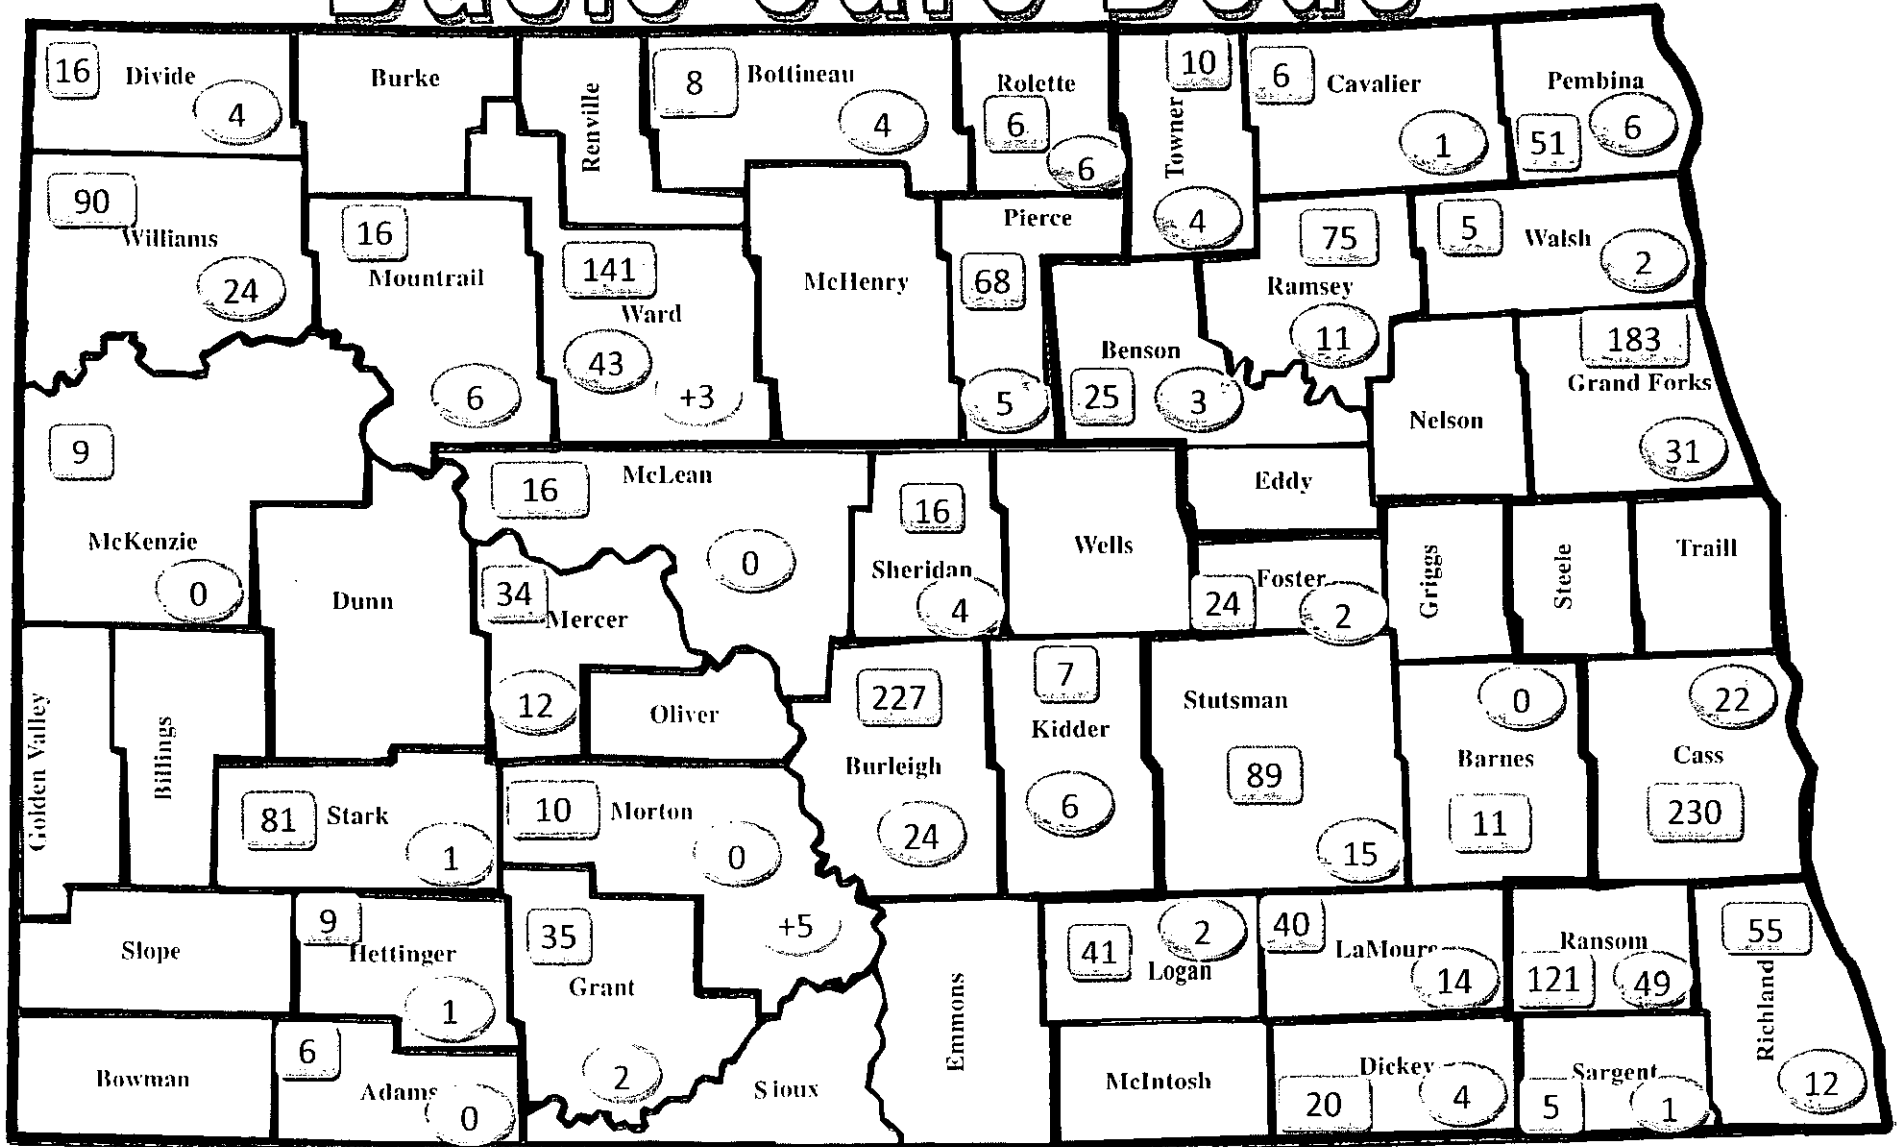 16 Divide 4
Burke
Renville
8 Bottineau 4
Rolette 6 6
10 Towner 4
6 Cavalier 1
Pembina 51 6
90 Williams 24
16 Mountrail 6
141 Ward 43 +3
McHenry
Pierce 68 5
Benson 25 3
75 Ramsey 11
5 Walsh 2
183 Grand Forks 31
Nelson
9 McKenzie 0
Dunn
16 McLean 0
34 Mercer 12
16 Sheridan 4
Wells
Eddy
24 Foster 2
Griggs
Steele
Traill
Golden Valley
Billings
81 Stark 1
Oliver
10 Morton 0 +5
227 Burleigh 24
7 Kidder 6
Stutsman 89 15
0 Barnes 11
22 Cass 230
Slope
9 Hettinger 1
35 Grant 2
Bowman
6 Adams 0
Sioux
Emmons
41 2 Logan
40 LaMoure 14
Ransom 121 49
55 Richland 12
McIntosh
Dickey 20 4
Sargent 5 1